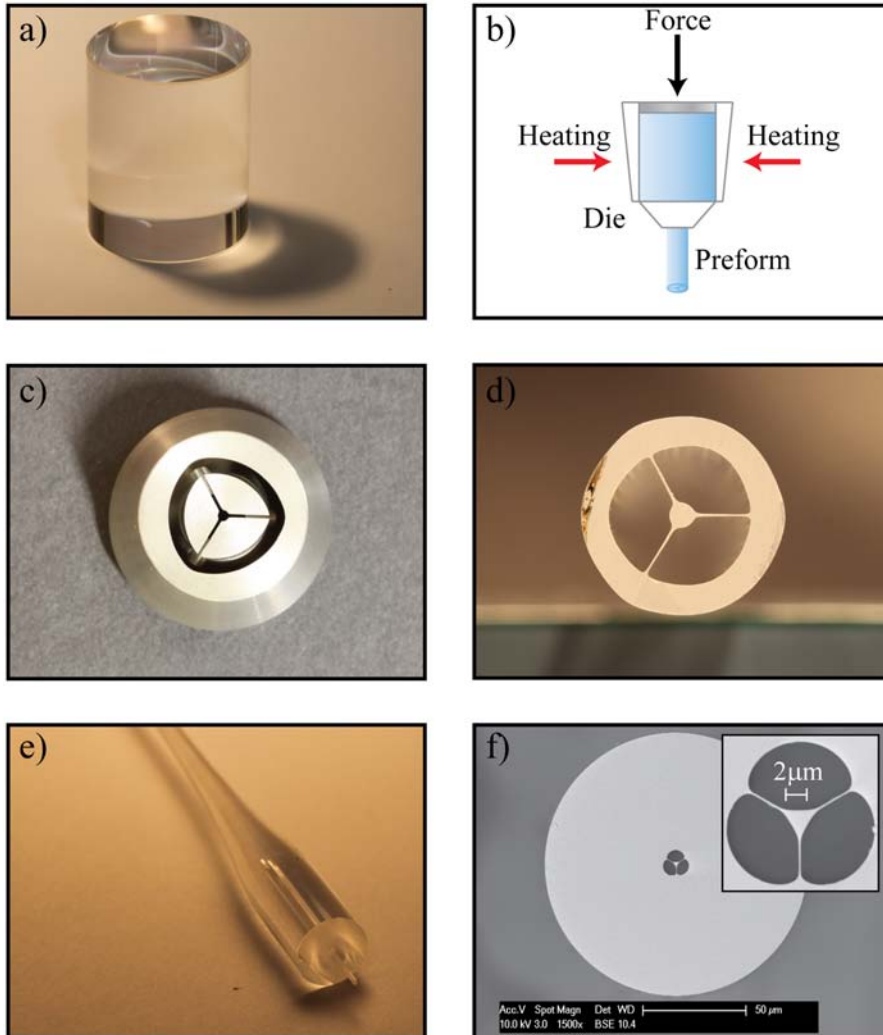 a)
b)
Force
Heating
Heating
Die
Preform
c)
d)
e)
f)
2μm
Acc.V Spot Magn Det WD 50 μm
10.0 kV 3.0 1500x BSE 10.4